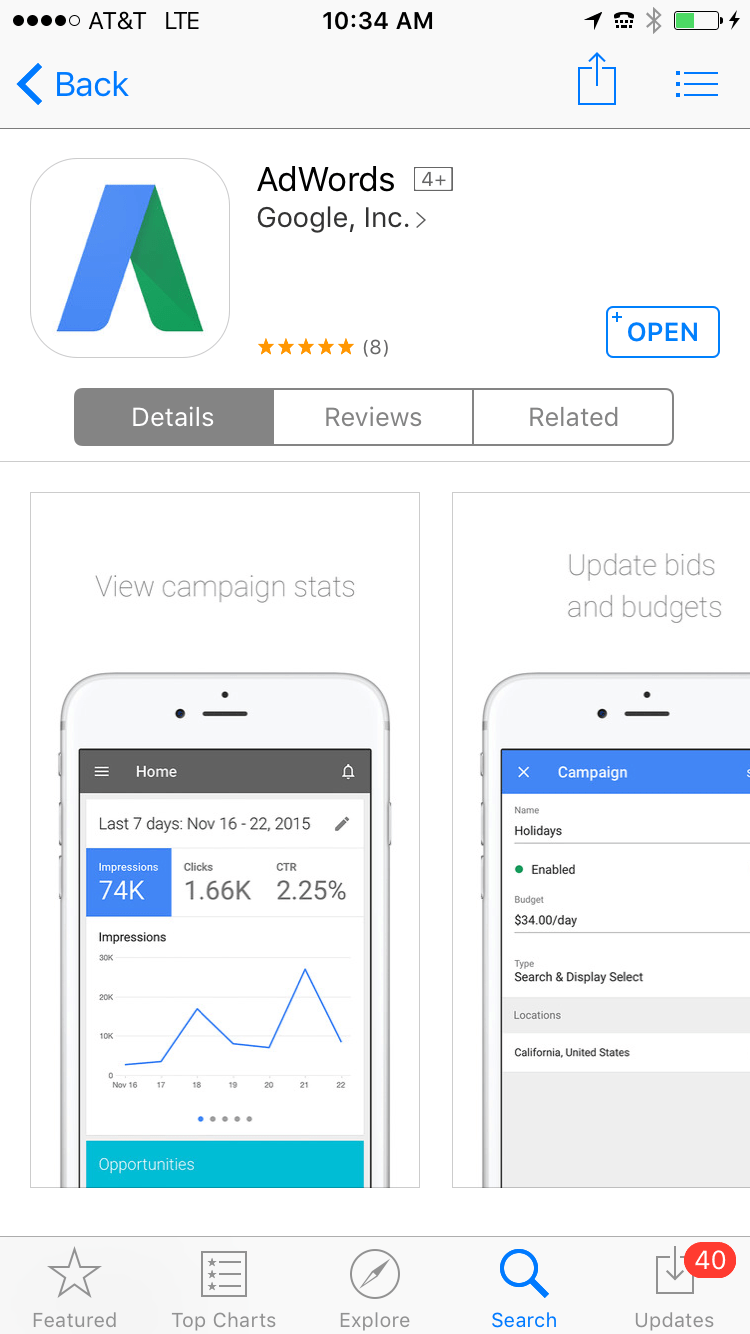 AT&T LTE 10:34 AM
Back
AdWords 4+
Google, Inc.
(8)
+ OPEN
Details Reviews Related
View campaign stats
Home
Last 7 days: Nov 16 - 22, 2015
Impressions Clicks CTR
74K 1.66K 2.25%
Impressions
30K
20K
10K
0
Nov 16 17 18 19 20 21 22
Opportunities
Update bids
and budgets
Campaign
Name
Holidays
Enabled
Budget
$34.00/day
Type
Search & Display Select
Locations
California, United States
40
Featured Top Charts Explore Search Updates